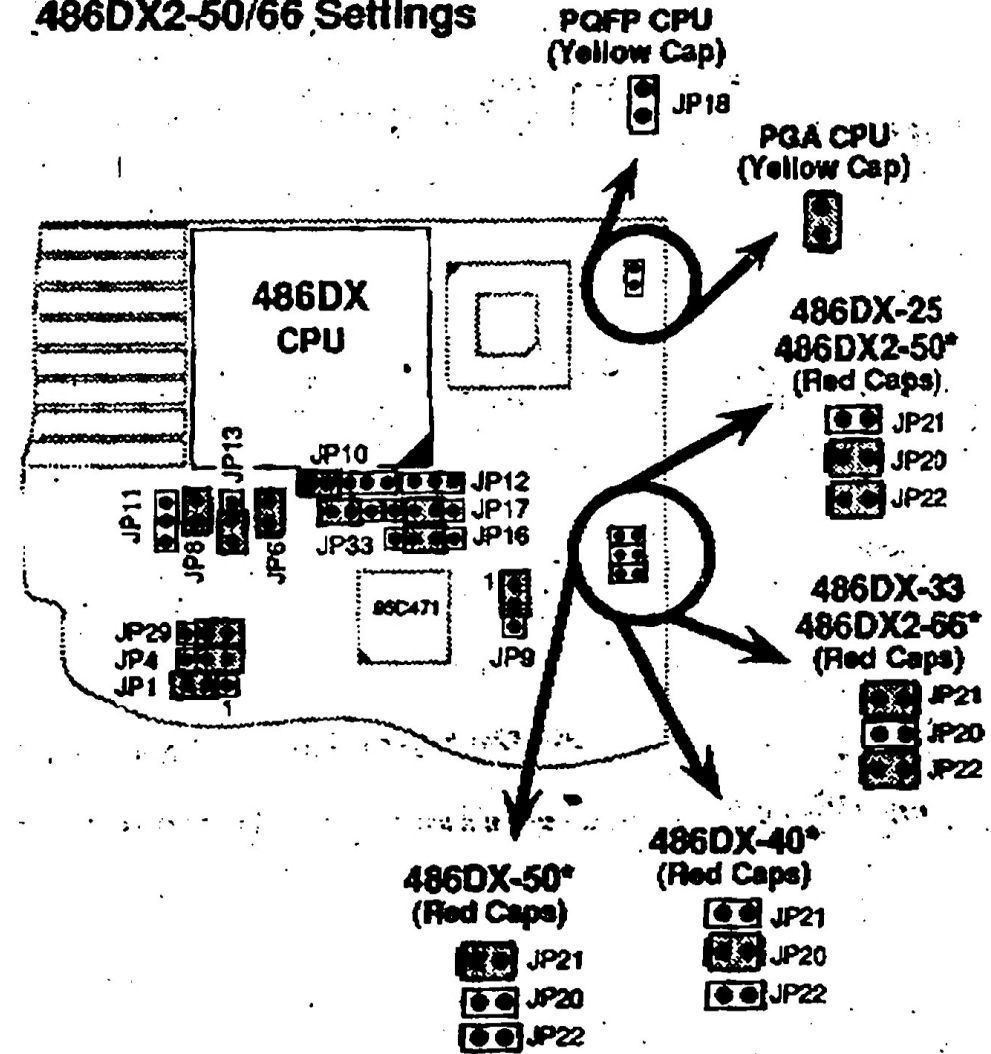 486DX2-50/66 Settings
PQFP CPU
(Yellow Cap)
JP18
PGA CPU
(Yellow Cap)
486DX
CPU
486DX-25
486DX2-50*
(Red Caps)
JP21
JP20
JP22
JP13
JP10
JP12
JP11
JP17
JP8
JP6
JP33
JP16
1
JP9
486DX-33
486DX2-66*
(Red Caps)
JP21
JP20
JP22
JP29
JP4
JP1
1
486DX-50*
(Red Caps)
JP21
JP20
JP22
486DX-40*
(Red Caps)
JP21
JP20
JP22